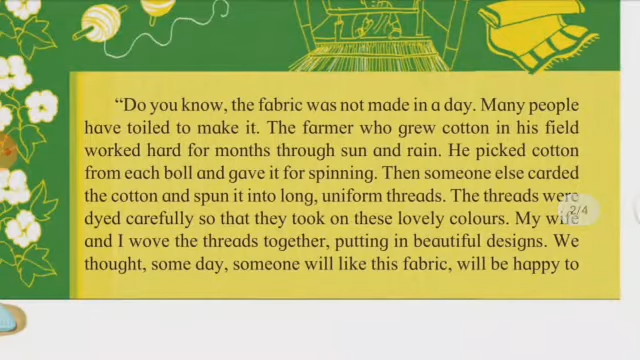 “Do you know, the fabric was not made in a day. Many people
have toiled to make it. The farmer who grew cotton in his field
worked hard for months through sun and rain. He picked cotton
from each boll and gave it for spinning. Then someone else carded
the cotton and spun it into long, uniform threads. The threads were
dyed carefully so that they took on these lovely colours. My wife
2/4
and I wove the threads together, putting in beautiful designs. We
thought, some day, someone will like this fabric, will be happy to